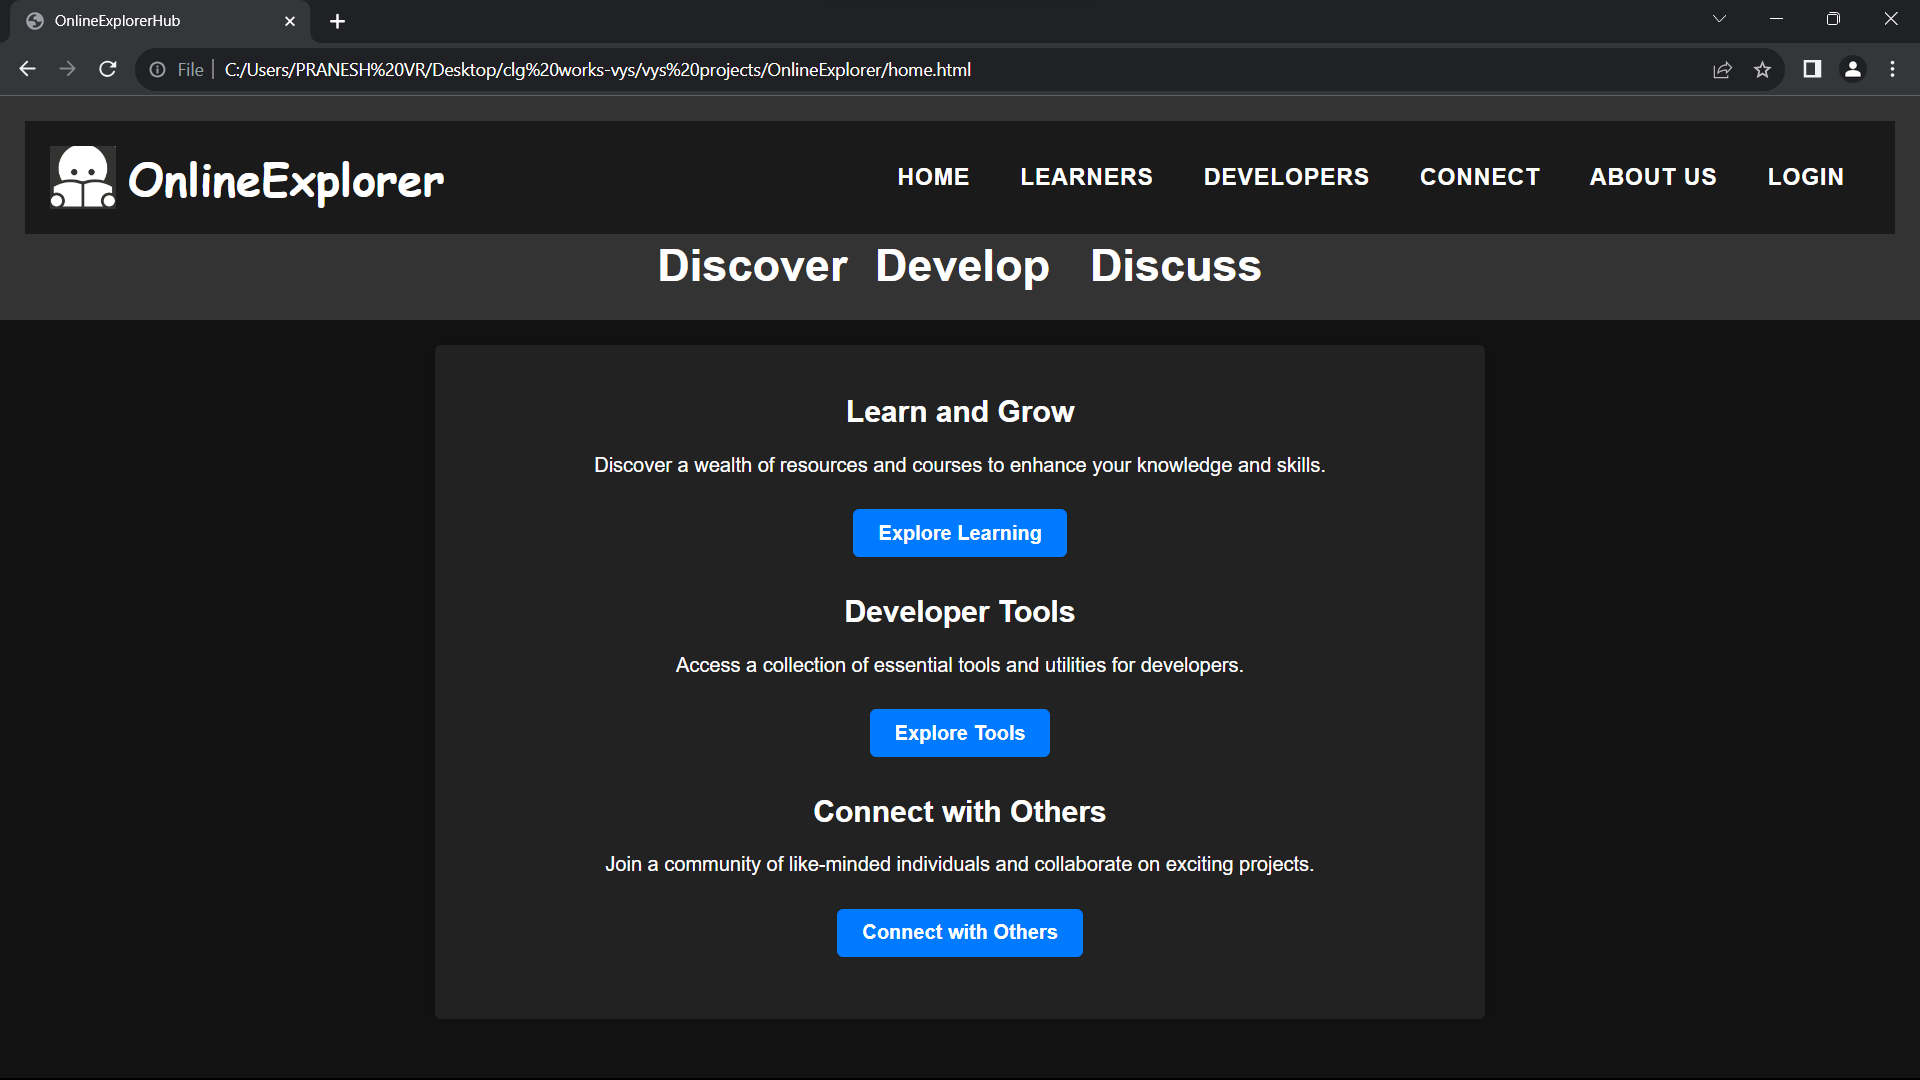 OnlineExplorerHub
File C:/Users/PRANESH%20VR/Desktop/clg%20works-vys/vys%20projects/OnlineExplorer/home.html
OnlineExplorer HOME LEARNERS DEVELOPERS CONNECT ABOUT US LOGIN
Discover Develop Discuss
Learn and Grow
Discover a wealth of resources and courses to enhance your knowledge and skills.
Explore Learning
Developer Tools
Access a collection of essential tools and utilities for developers.
Explore Tools
Connect with Others
Join a community of like-minded individuals and collaborate on exciting projects.
Connect with Others